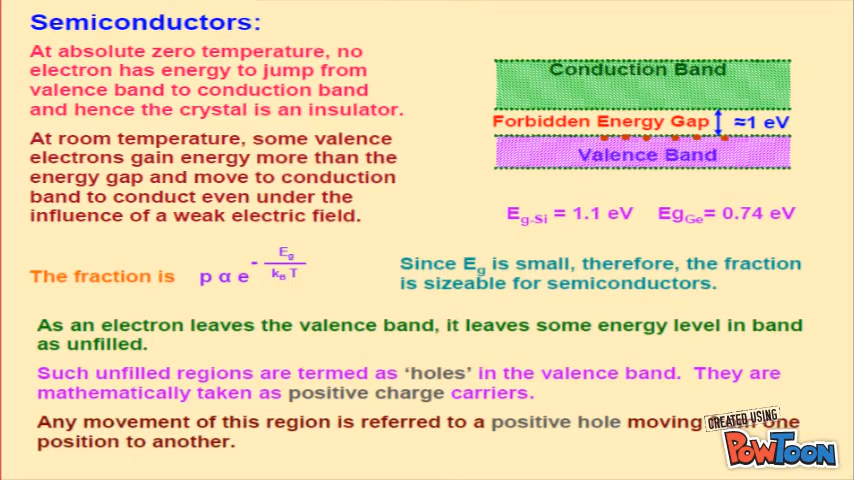 Semiconductors:
At absolute zero temperature, no
electron has energy to jump from
valence band to conduction band
and hence the crystal is an insulator.
At room temperature, some valence
electrons gain energy more than the
energy gap and move to conduction
band to conduct even under the
influence of a weak electric field.
Conduction Band
Forbidden Energy Gap ≈1 eV
Valence Band
Eg-Si = 1.1 eV EgGe= 0.74 eV
The fraction is p α e - Eg / kB T
Since Eg is small, therefore, the fraction
is sizeable for semiconductors.
As an electron leaves the valence band, it leaves some energy level in band
as unfilled.
Such unfilled regions are termed as ‘holes’ in the valence band. They are
mathematically taken as positive charge carriers.
Any movement of this region is referred to a positive hole moving one
position to another.
CREATED USING
POWTOON